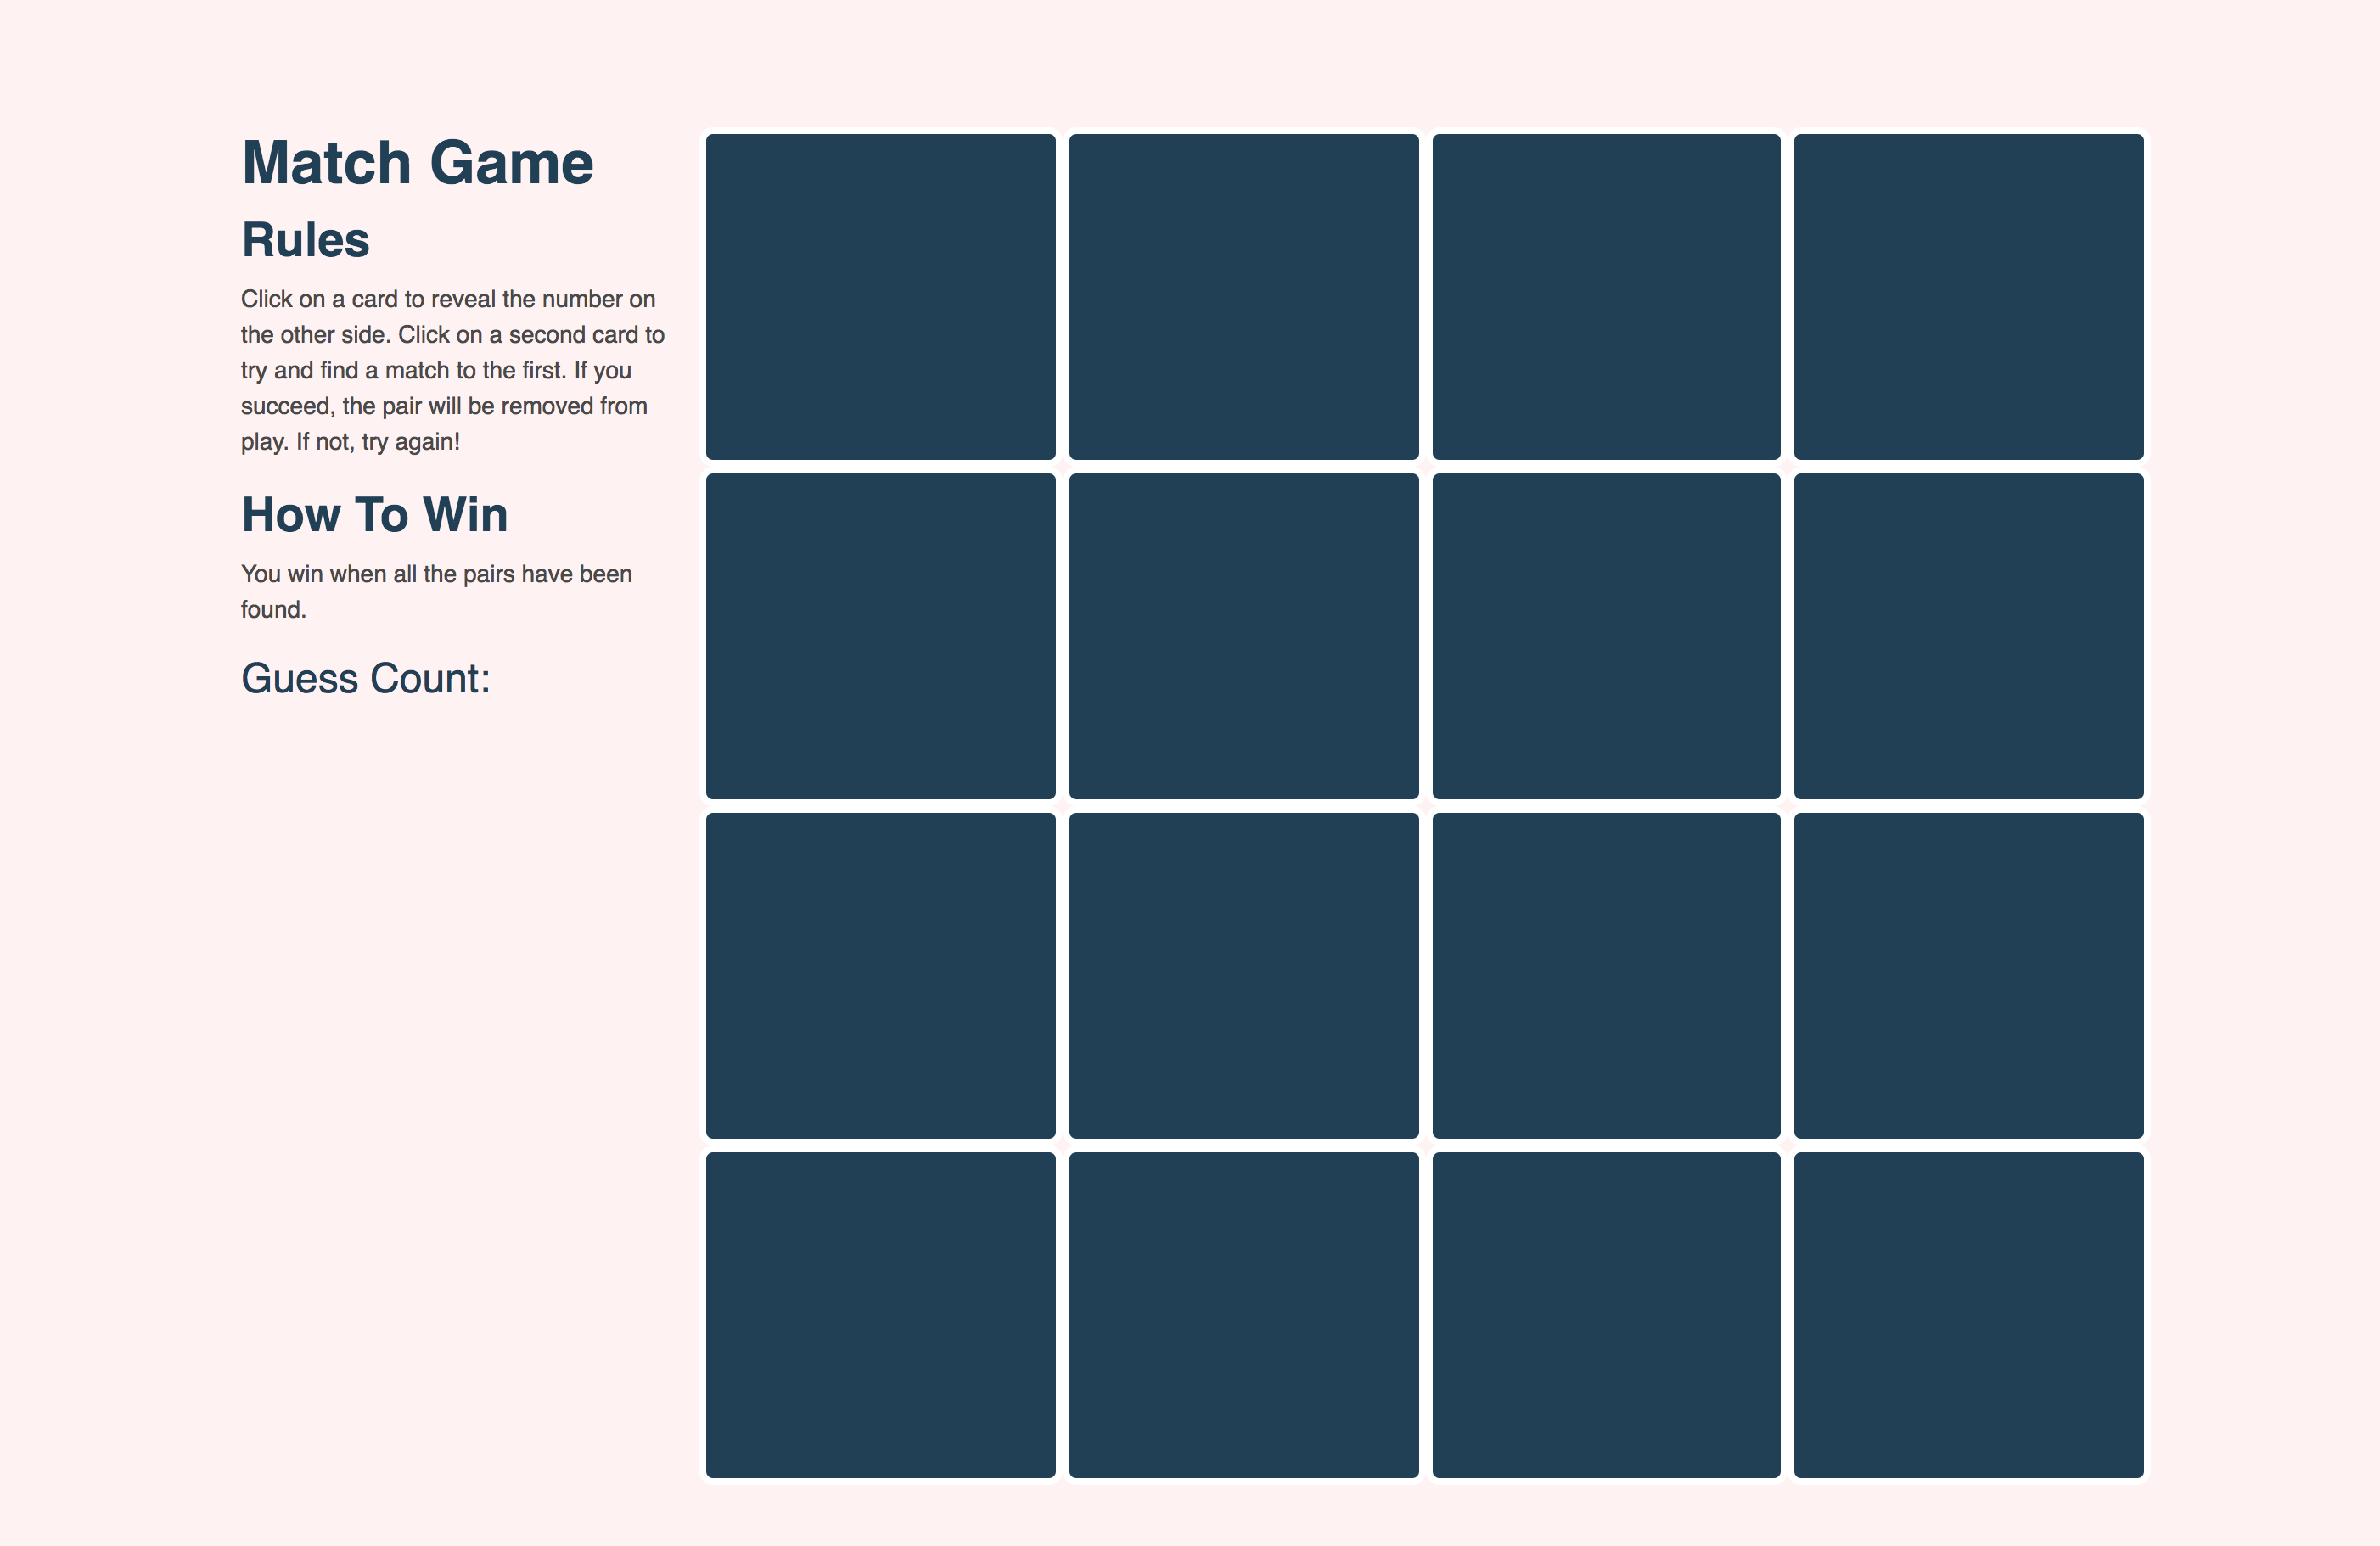 Match Game
Rules
Click on a card to reveal the number on
the other side. Click on a second card to
try and find a match to the first. If you
succeed, the pair will be removed from
play. If not, try again!
How To Win
You win when all the pairs have been
found.
Guess Count: